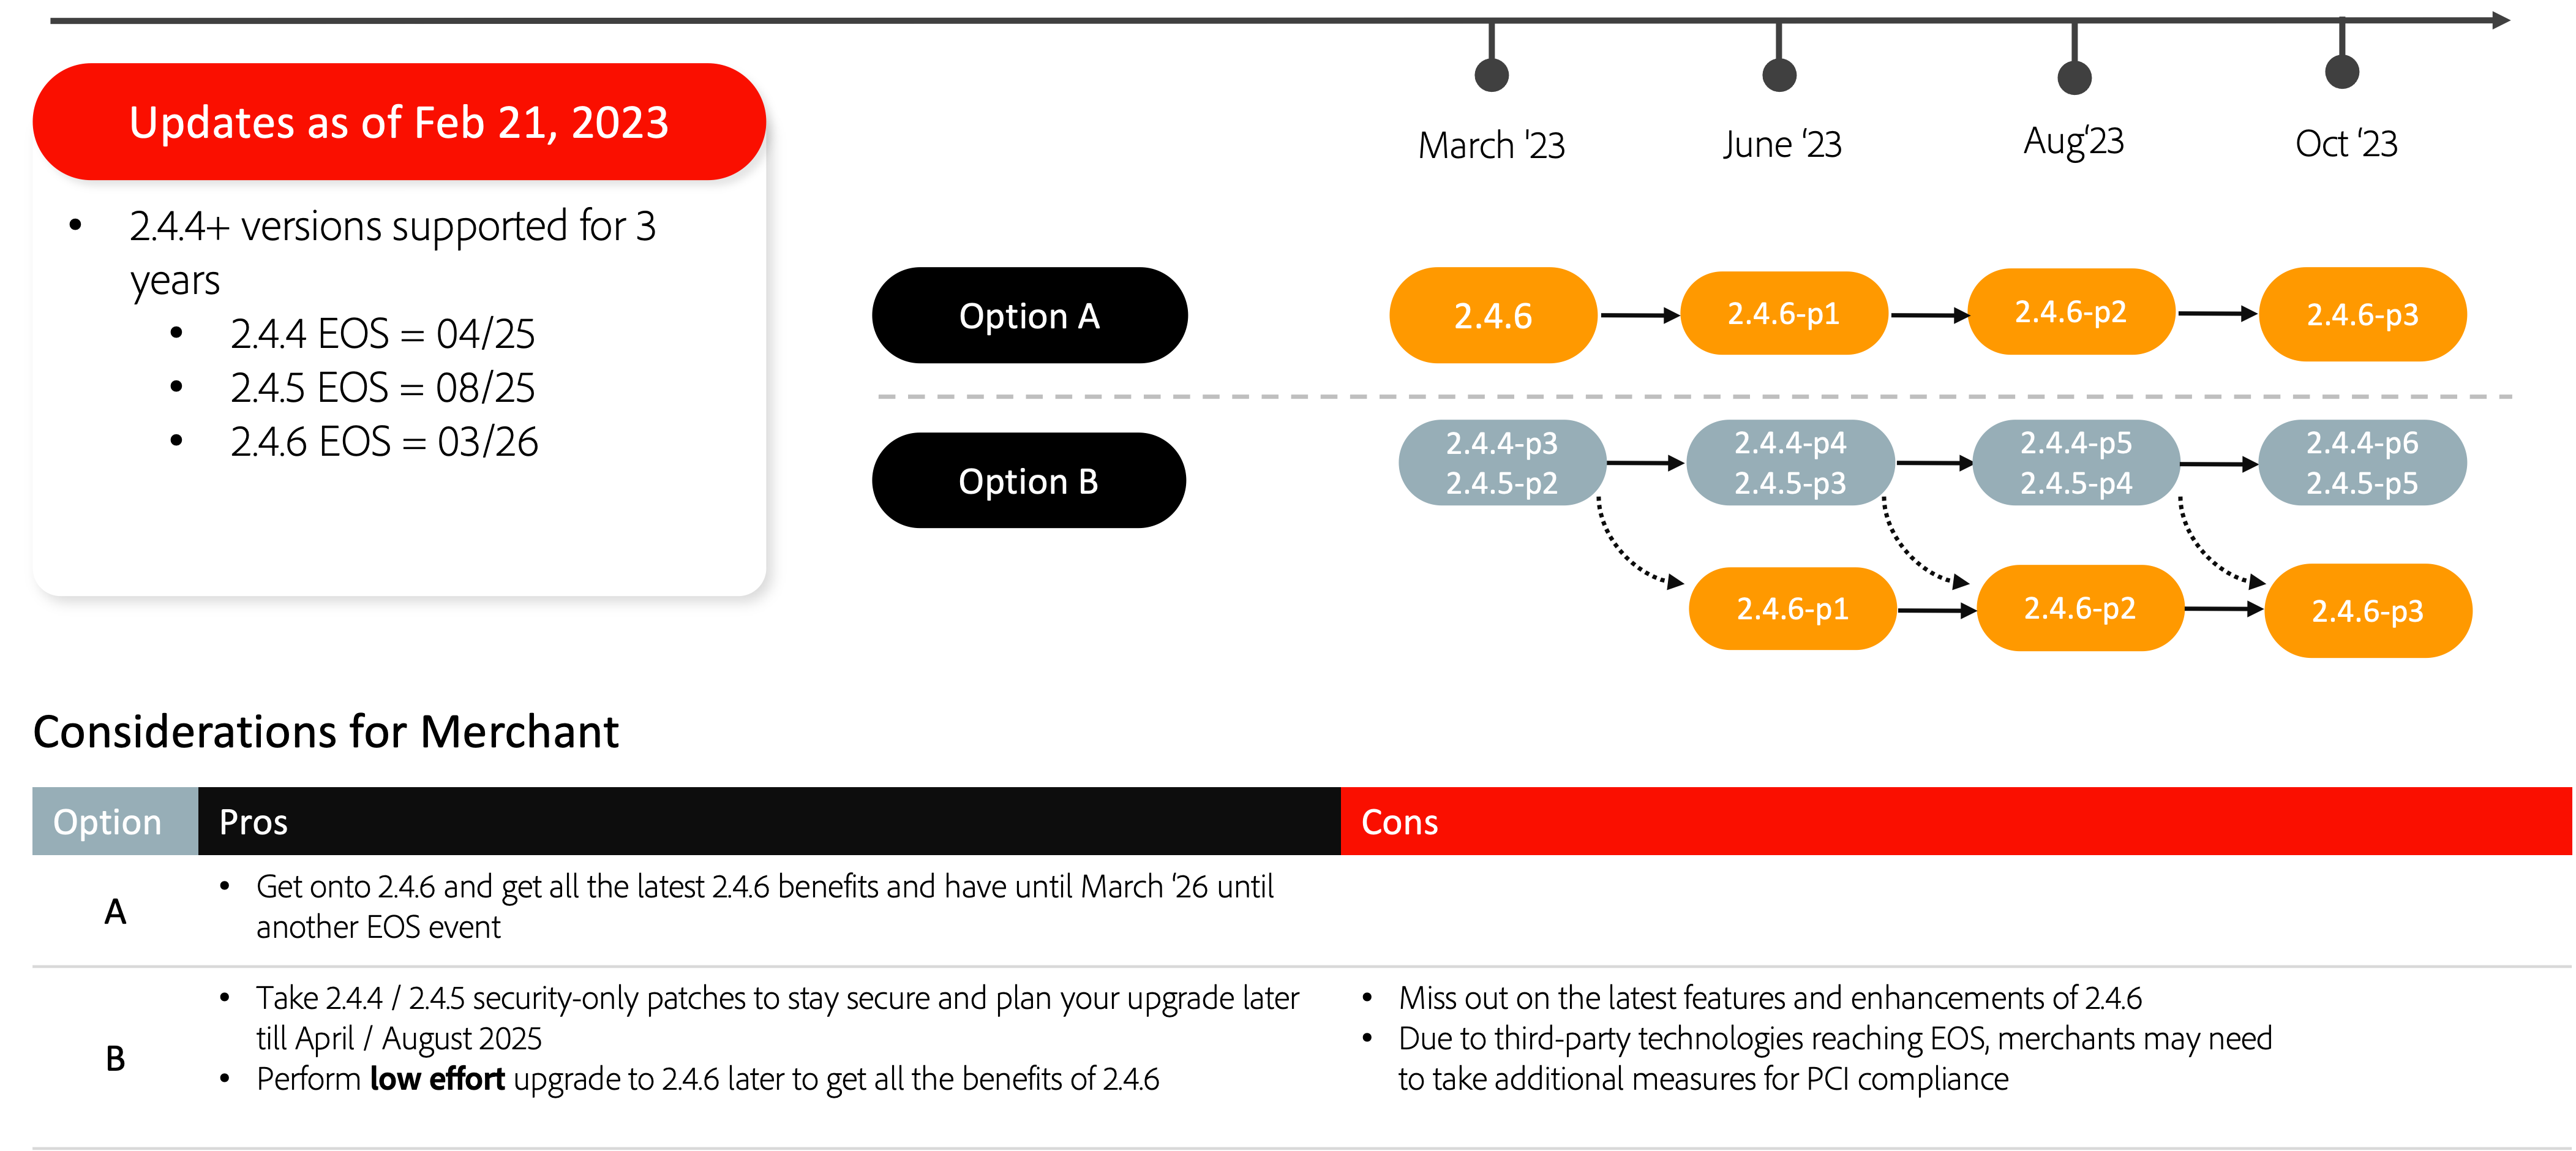 March '23
June ‘23
Aug‘23
Oct ‘23
Updates as of Feb 21, 2023
• 2.4.4+ versions supported for 3
years
• 2.4.4 EOS = 04/25
• 2.4.5 EOS = 08/25
• 2.4.6 EOS = 03/26
Option A
2.4.6
2.4.6-p1
2.4.6-p2
2.4.6-p3
Option B
2.4.4-p3
2.4.5-p2
2.4.4-p4
2.4.5-p3
2.4.4-p5
2.4.5-p4
2.4.4-p6
2.4.5-p5
2.4.6-p1
2.4.6-p2
2.4.6-p3
Considerations for Merchant
Option
Pros
Cons
A
• Get onto 2.4.6 and get all the latest 2.4.6 benefits and have until March ‘26 until
another EOS event
B
• Take 2.4.4 / 2.4.5 security-only patches to stay secure and plan your upgrade later
till April / August 2025
• Perform low effort upgrade to 2.4.6 later to get all the benefits of 2.4.6
• Miss out on the latest features and enhancements of 2.4.6
• Due to third-party technologies reaching EOS, merchants may need
to take additional measures for PCI compliance